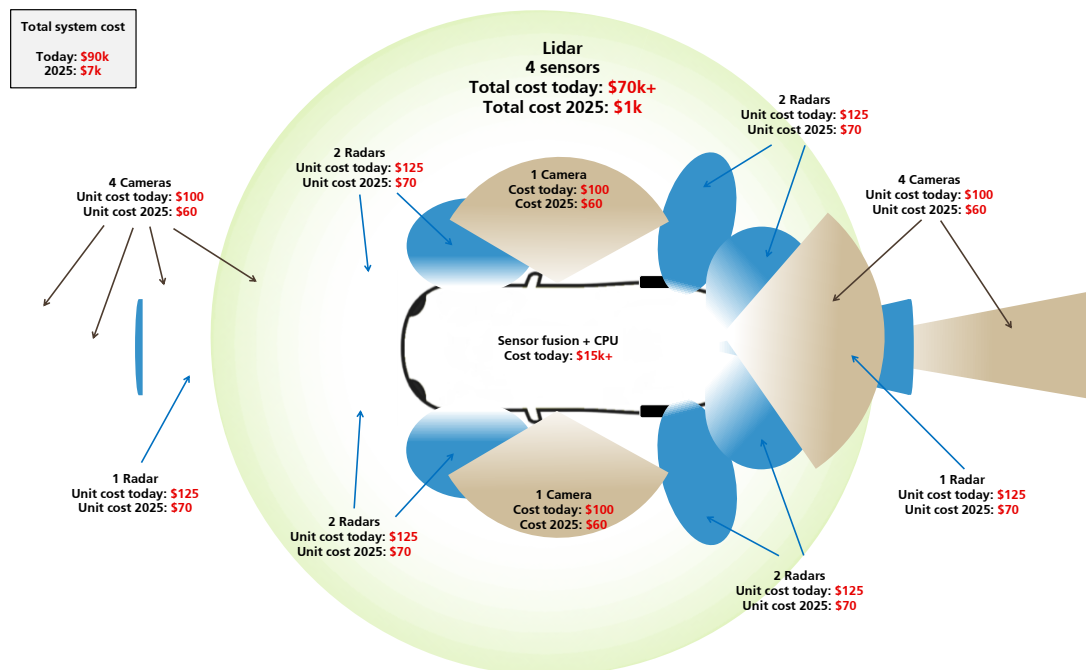 Total system cost
Today: $90k
2025: $7k
Lidar
4 sensors
Total cost today: $70k+
Total cost 2025: $1k
2 Radars
Unit cost today: $125
Unit cost 2025: $70
2 Radars
Unit cost today: $125
Unit cost 2025: $70
4 Cameras
Unit cost today: $100
Unit cost 2025: $60
1 Camera
Cost today: $100
Cost 2025: $60
4 Cameras
Unit cost today: $100
Unit cost 2025: $60
Sensor fusion + CPU
Cost today: $15k+
1 Radar
Unit cost today: $125
Unit cost 2025: $70
2 Radars
Unit cost today: $125
Unit cost 2025: $70
1 Camera
Cost today: $100
Cost 2025: $60
1 Radar
Unit cost today: $125
Unit cost 2025: $70
2 Radars
Unit cost today: $125
Unit cost 2025: $70